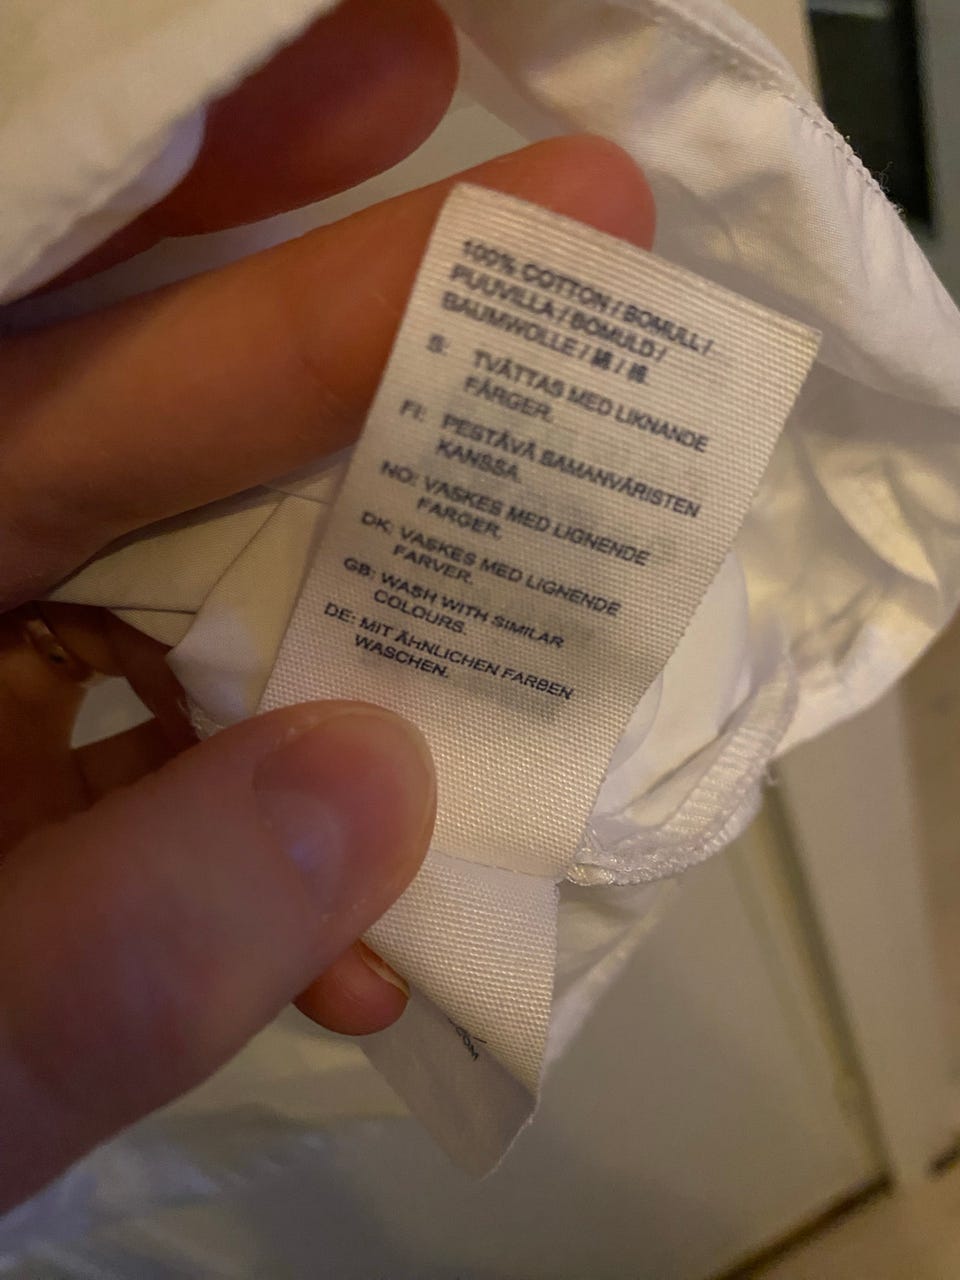 100% COTTON / BOMULL /
PUUVILLA / BOMULD /
BAUMWOLLE / 綿 / 棉
S: TVÄTTAS MED LIKNANDE
FÄRGER.
FI: PESTÄVÄ SAMANVÄRISTEN
KANSSA.
NO: VASKES MED LIGNENDE
FARGER.
DK: VASKES MED LIGNENDE
FARVER.
GB: WASH WITH SIMILAR
COLOURS.
DE: MIT ÄHNLICHEN FARBEN
WASCHEN.